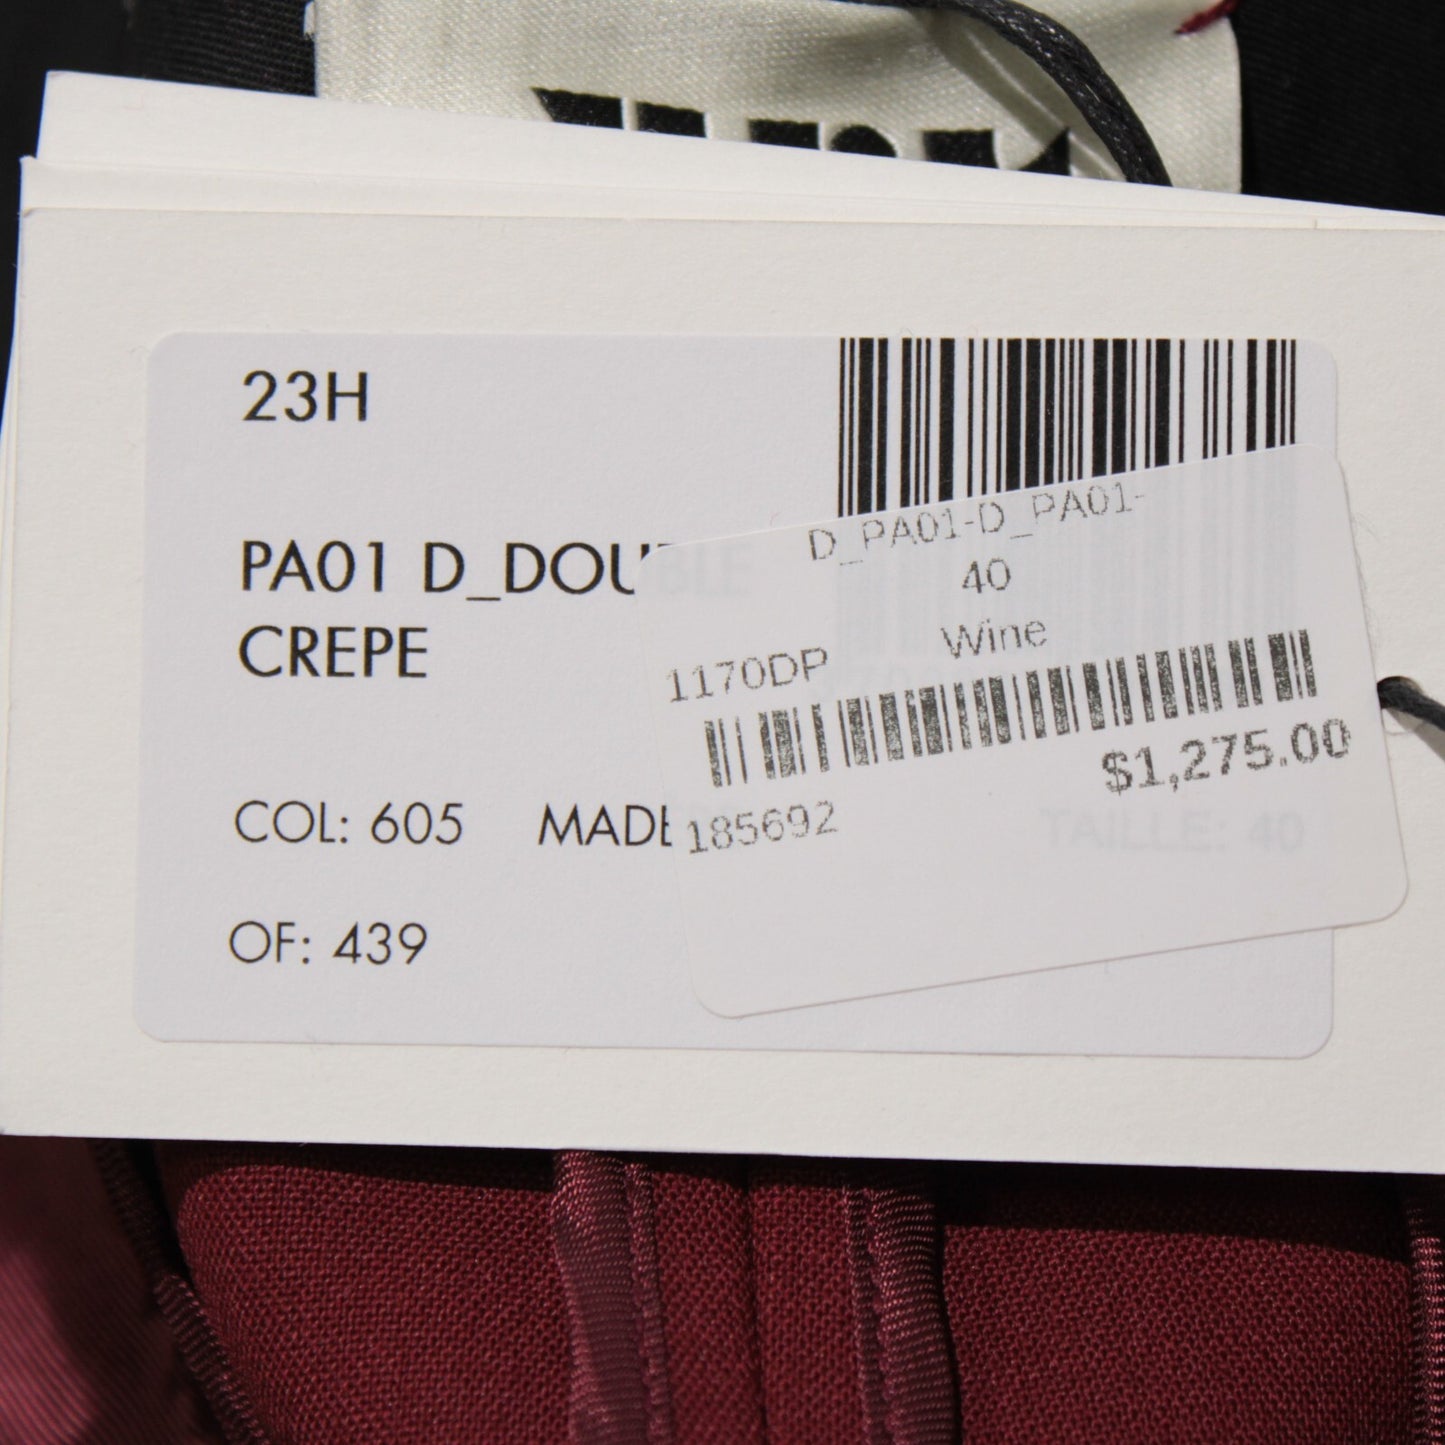 23H
PA01 D_DOUBLE
CREPE
COL: 605 MADE
OF: 439
TAILLE: 40
D_PA01-D_PA01-
40
Wine
1170DP
$1,275.00
185692